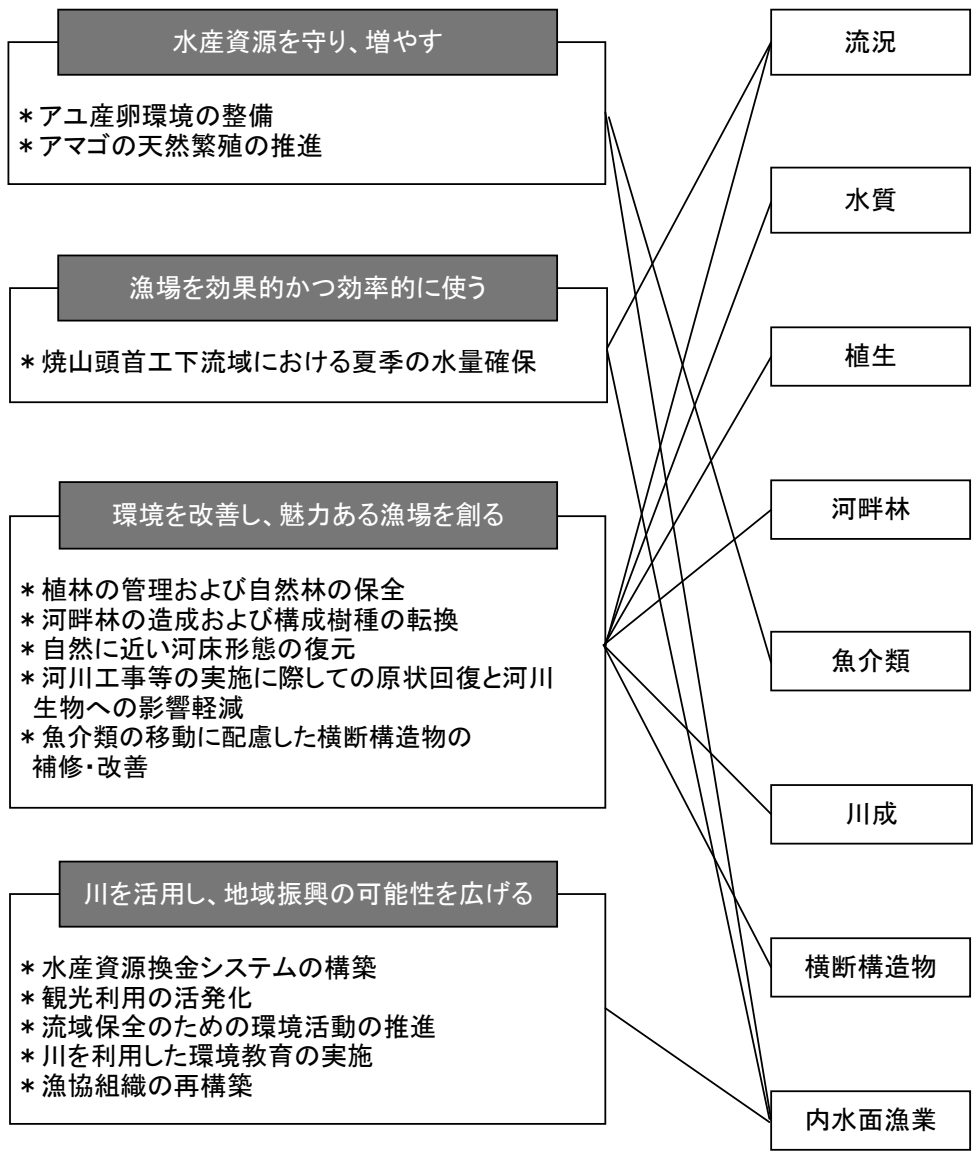 水産資源を守り、増やす
＊アユ産卵環境の整備
＊アマゴの天然繁殖の推進
漁場を効果的かつ効率的に使う
＊焼山頭首工下流域における夏季の水量確保
環境を改善し、魅力ある漁場を創る
＊植林の管理および自然林の保全
＊河畔林の造成および構成樹種の転換
＊自然に近い河床形態の復元
＊河川工事等の実施に際しての原状回復と河川
生物への影響軽減
＊魚介類の移動に配慮した横断構造物の
補修・改善
川を活用し、地域振興の可能性を広げる
＊水産資源換金システムの構築
＊観光利用の活発化
＊流域保全のための環境活動の推進
＊川を利用した環境教育の実施
＊漁協組織の再構築
流況
水質
植生
河畔林
魚介類
川成
横断構造物
内水面漁業